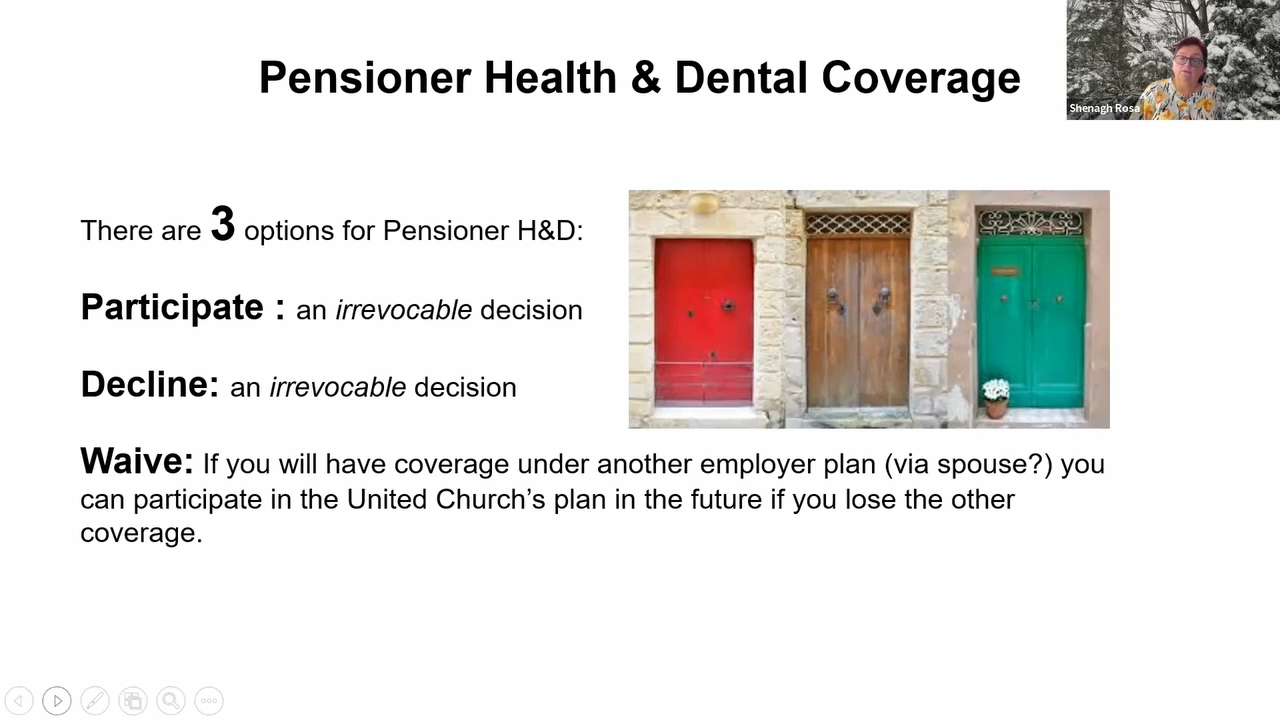 Pensioner Health & Dental Coverage
Shenagh Rosa
There are 3 options for Pensioner H&D:
Participate : an irrevocable decision
Decline: an irrevocable decision
Waive: If you will have coverage under another employer plan (via spouse?) you
can participate in the United Church’s plan in the future if you lose the other
coverage.